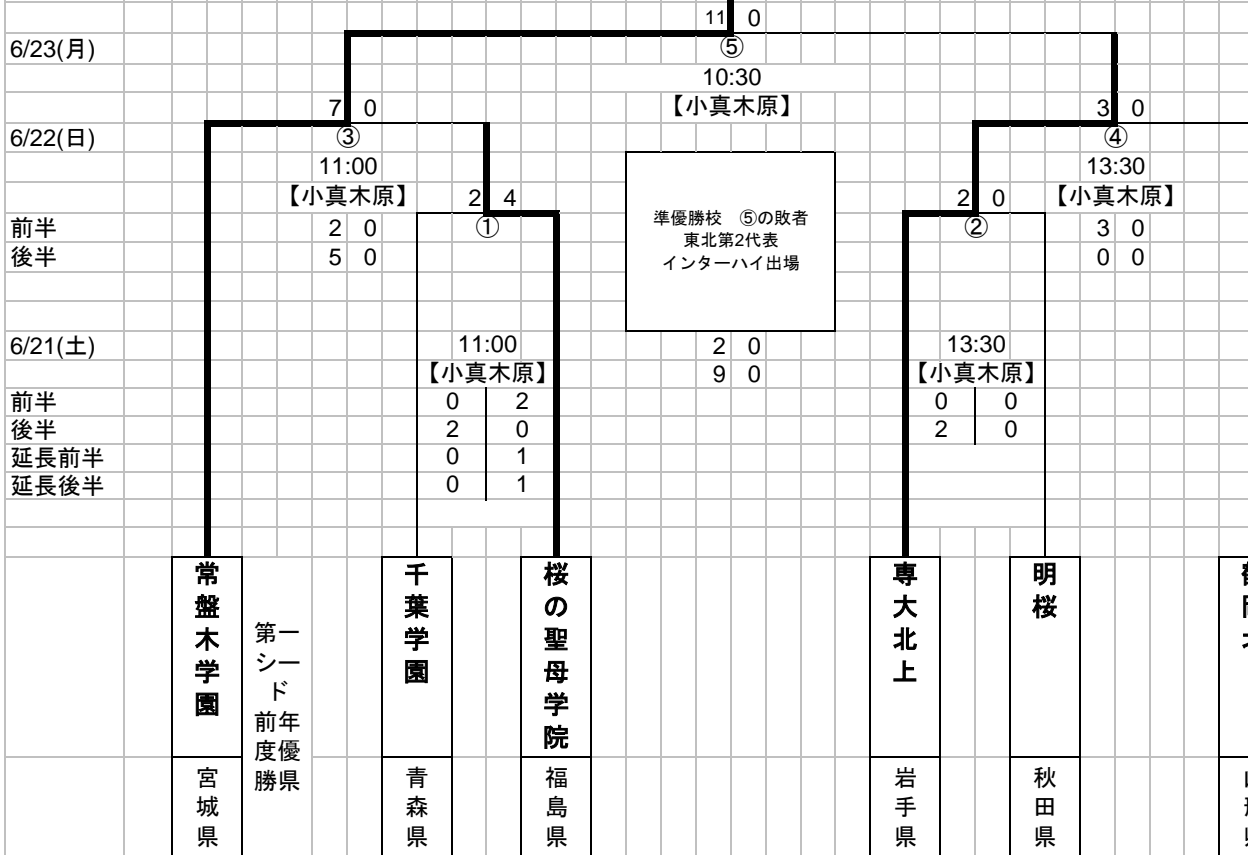 11 0
6/23(月)
⑤
10:30
【小真木原】
7 0
3 0
6/22(日)
③
④
11:00
13:30
【小真木原】
2 4
2 0
【小真木原】
前半
2 0
①
準優勝校 ⑤の敗者
東北第2代表
インターハイ出場
②
3 0
後半
5 0
0 0
6/21(土)
11:00
2 0
13:30
【小真木原】
9 0
【小真木原】
前半
0 2
0 0
後半
2 0
2 0
延長前半
0 1
延長後半
0 1
常盤木学園
第一シード
前年度優勝県
千葉学園
桜の聖母学院
専大北上
明桜
宮城県
青森県
福島県
岩手県
秋田県